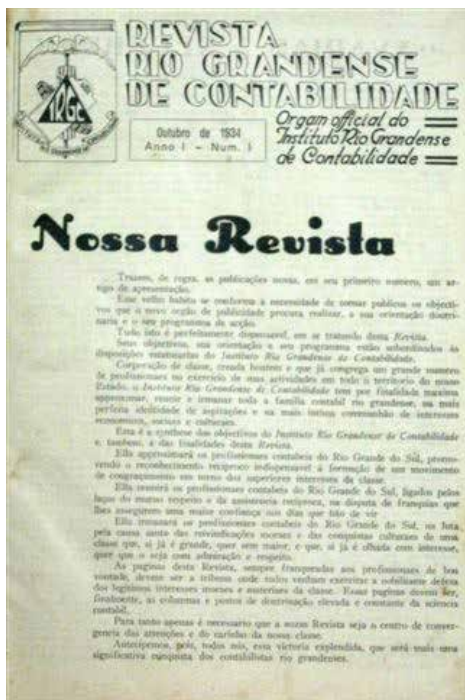 REVISTA
RIO GRANDENSE
DE CONTABILIDADE
IRGC
Outubro de 1934
Anno I - Num. I
Orgam official do
Instituto Rio Grandense
de Contabilidade
Nossa Revista
Trazem, de regra, as publicações novas, em seu primeiro numero, um ar-
tigo de apresentação.
Esse velho habito se conforma a necessidade de tornar publicos os objecti-
vos que o novo orgão de publicidade procura realizar, a sua orientação doutri-
naria e o seu programma de acção.
Tudo isto é perfeitamente dispensavel, em se tratando desta Revista.
Seus objectivos, sua orientação e seu programma estão subordinados ás
disposições estatutarias do Instituto Rio Grandense de Contabilidade.
Corporação de classe, creada hontem e que já congrega um grande numero
de profissionaes no exercicio de suas actividades em todo o territorio do nosso
Estado, o Instituto Rio Grandense de Contabilidade tem por finalidade maxima
approximar, reunir e irmanar toda a familia contabil rio grandense, na mais
perfeita identidade de aspirações e na mais intima communhão de interesses
economicos, sociaes e culturaes.
Esta é a synthese dos objectivos do Instituto Rio Grandense de Contabilidade
e, tambem, a das finalidades desta Revista.
Ella approximará os profissionaes contabeis do Rio Grande do Sul, promo-
vendo o reconhecimento reciproco indispensavel á formação de um movimento
de congraçamento em torno dos superiores interesses da classe.
Ella reunirá os profissionaes contabeis do Rio Grande do Sul, ligados pelos
laços do mutuo respeito e da assistencia reciproca, na disputa de franquias que
lhes assegurem uma maior confiança nos dias que hão de vir.
Ella irmanará os profissionaes contabeis do Rio Grande do Sul, na luta
pela causa santa das reivindicações moraes e das conquistas culturaes de uma
classe que, si já é grande, quer sem maior, e que, si já é olhada com interesse,
quer que o seja com admiração e respeito.
As paginas desta Revista, sempre franqueadas aos profissionaes de boa
vontade, devem ser a tribuna onde todos venham exercitar a nobilissima defeza
dos legitimos interesses moraes e materiaes da classe. Essas paginas devem ser,
finalmente, as columnas e postos de doutrinação elevada e constante da sciencia
contabil.
Para tanto apenas é necessario que a nossa Revista seja o centro de conver-
gencia das attenções e do carinho da nossa classe.
Antecipemos, pois, todos nós, essa victoria explendida, que será mais uma
significativa conquista dos contabilistas rio grandenses.